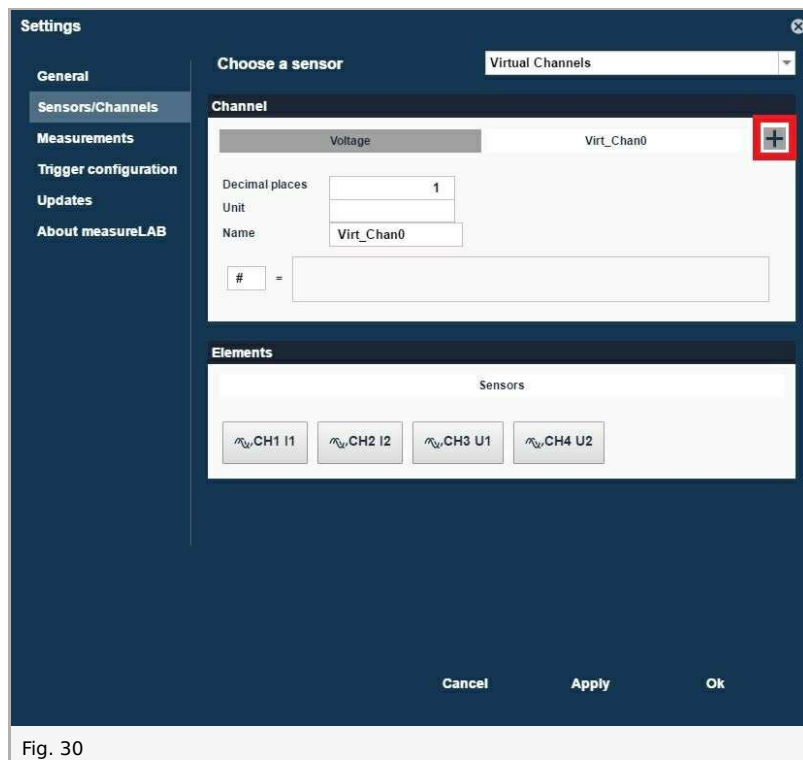 Settings
General
Sensors/Channels
Measurements
Trigger configuration
Updates
About measureLAB
Choose a sensor
Virtual Channels
Channel
Voltage
Virt_Chan0
+
Decimal places
1
Unit
Name
Virt_Chan0
# =
Elements
Sensors
CH1 I1
CH2 I2
CH3 U1
CH4 U2
Cancel
Apply
Ok
Fig. 30